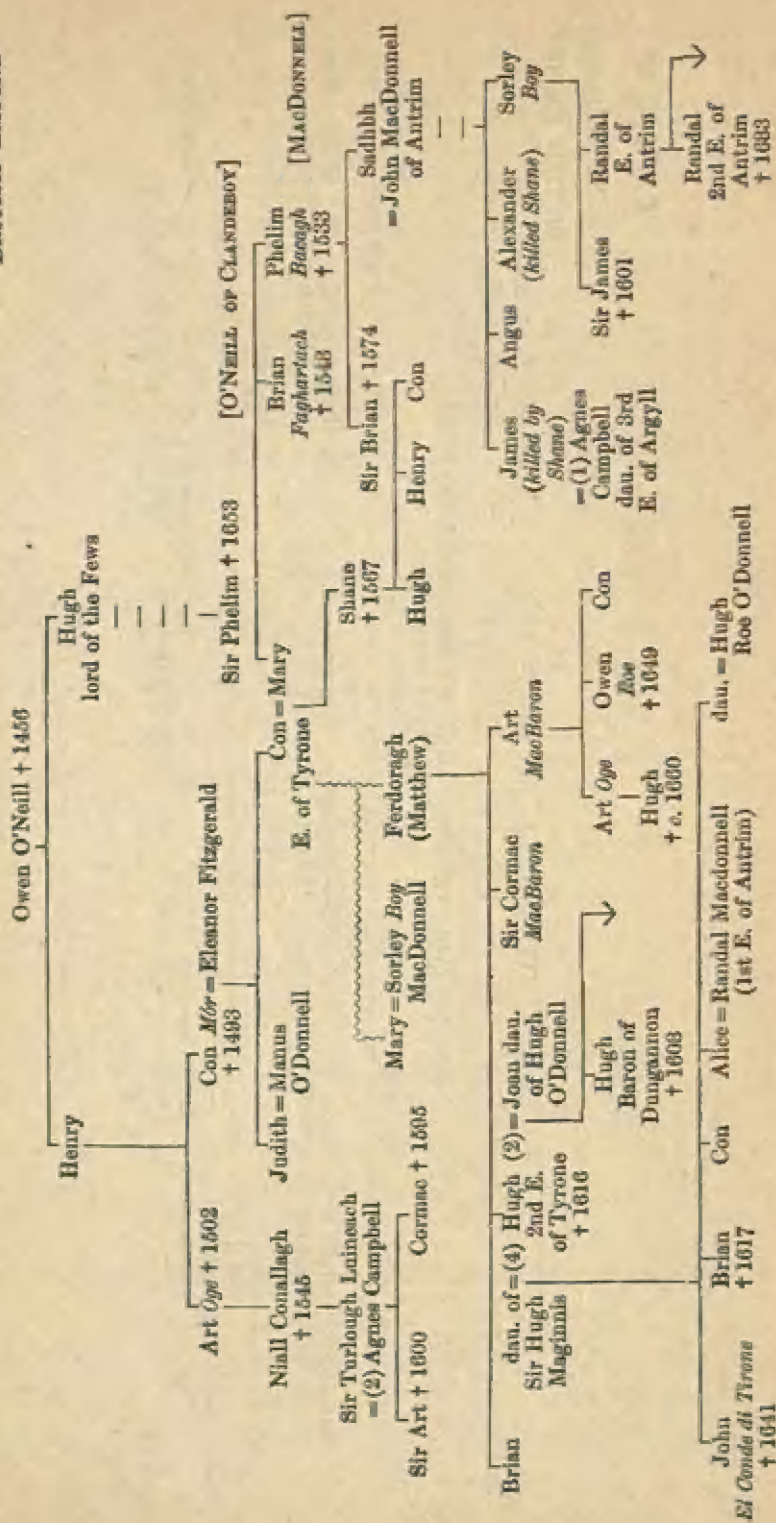 Owen O'Neill † 1456
Henry
Hugh
lord of the Fews
Art Oge † 1502
Con Mór = Eleanor Fitzgerald
† 1493
Sir Phelim † 1653
[O'NEILL OF CLANDEBOY]
Niall Conallagh
† 1545
Judith = Manus
O'Donnell
Con = Mary
E. of Tyrone
Brian
Faghartach
† 1548
Phelim
Bacagh
† 1533
[MACDONNELL]
Sir Turlough Luineach
= (2) Agnes Campbell
Mary = Sorley Boy
MacDonnell
Ferdoragh
(Matthew)
Shane
† 1567
Sir Brian † 1574
Sadhbh
= John MacDonnell
of Antrim
Sir Art † 1600
Cormac † 1595
Hugh
Henry
Con
Brian
dau. of = (4) Hugh (2) = Joan dau.
Sir Hugh
Maginnis
2nd E.
of Tyrone
† 1616
of Hugh
O'Donnell
Sir Cormac
MacBaron
Art
MacBaron
James
(killed by
Shane)
= (1) Agnes
Campbell
dau. of 3rd
E. of Argyll
Angus
Alexander
(killed Shane)
Sorley
Boy
Hugh
Baron of
Dungannon
† 1608
Art Oge
Owen
Roe
† 1649
Con
Hugh
† c. 1660
Sir James
† 1601
Randal
E. of
Antrim
Randal
2nd E. of
Antrim
† 1683
John
El Conde di Tirone
† 1641
Brian
† 1617
Con
Alice = Randal Macdonnell
(1st E. of Antrim)
dau. = Hugh
Roe O'Donnell